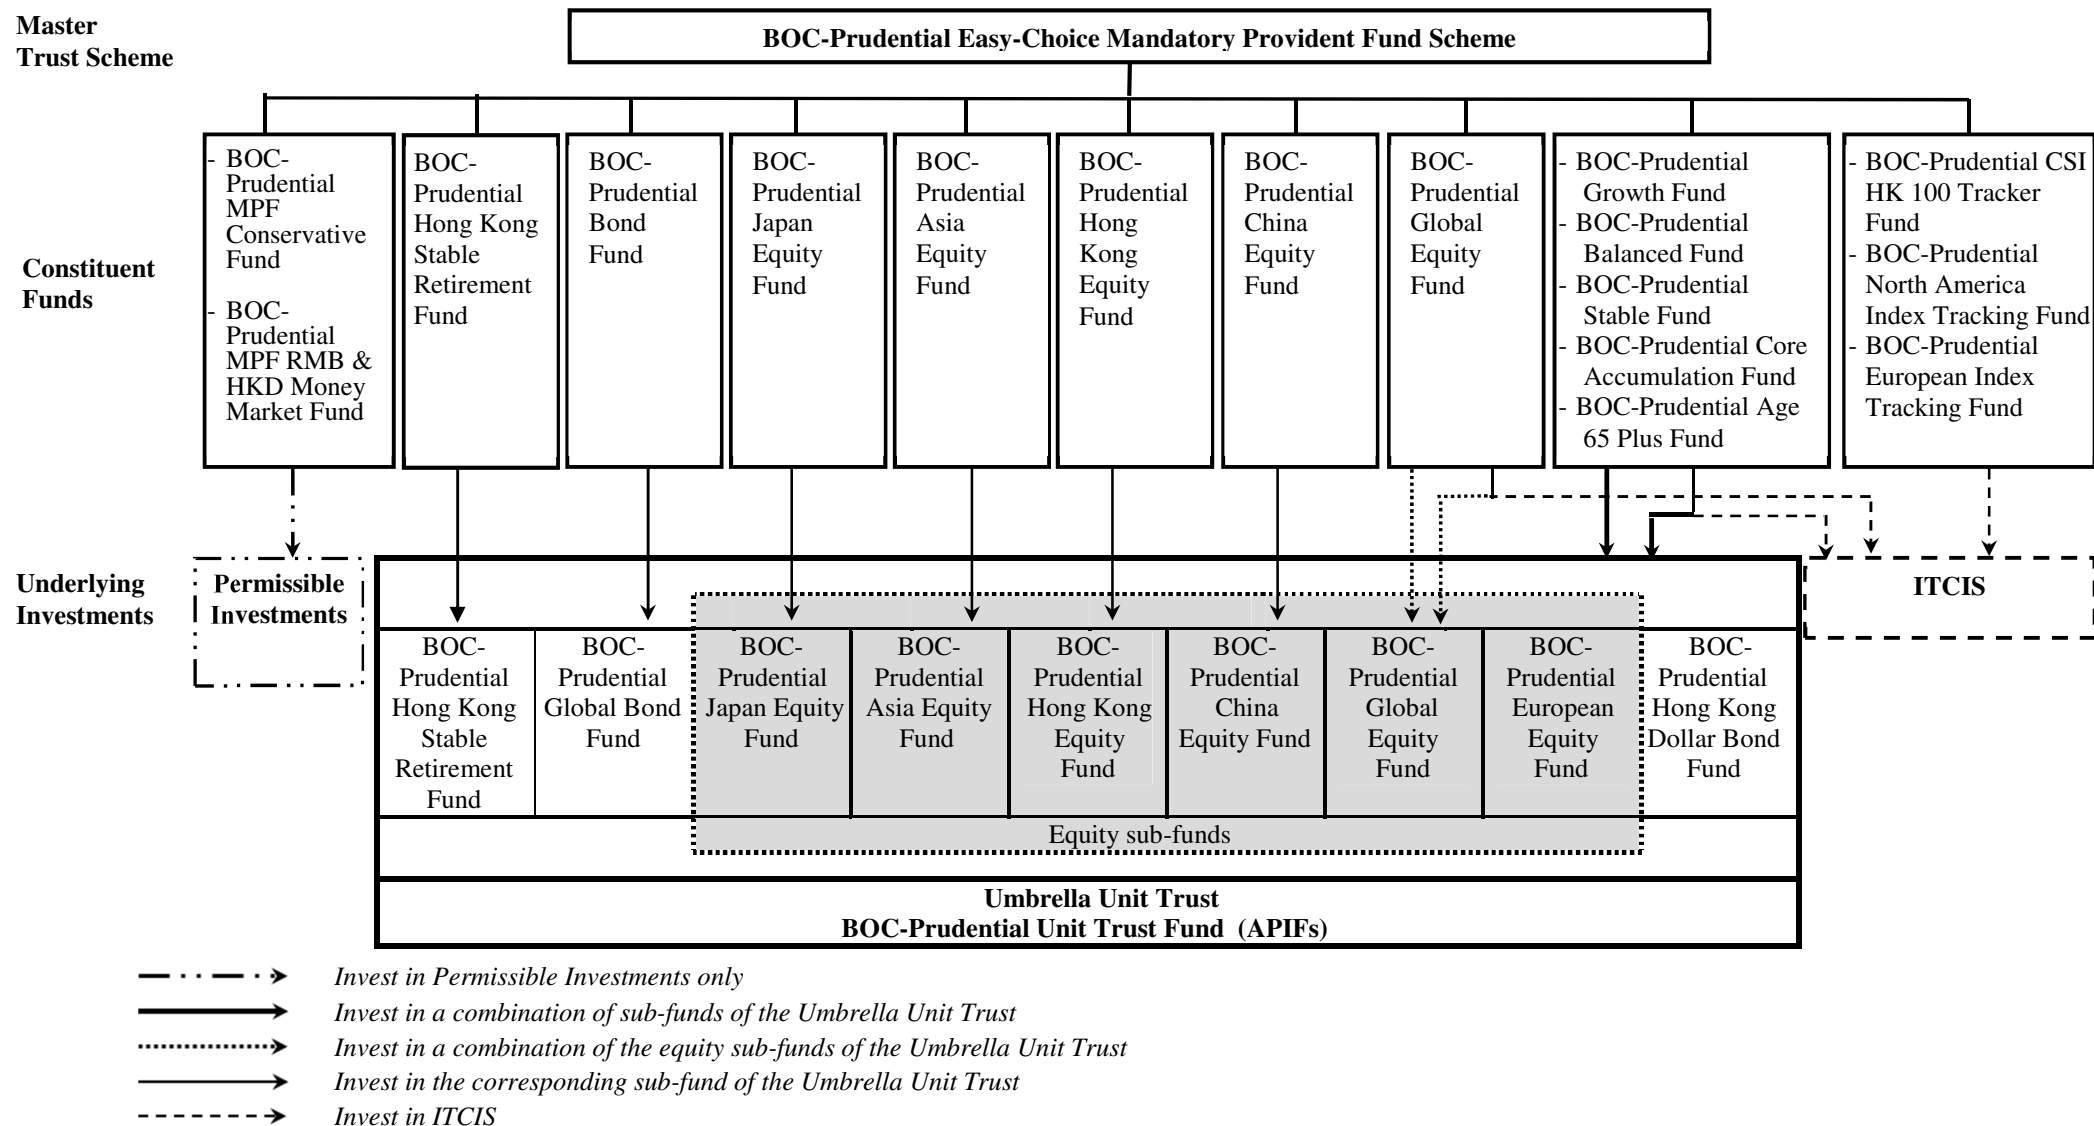 Master
Trust Scheme
BOC-Prudential Easy-Choice Mandatory Provident Fund Scheme
Constituent
Funds
- BOC-
Prudential
MPF
Conservative
Fund
- BOC-
Prudential
MPF RMB &
HKD Money
Market Fund
BOC-
Prudential
Hong Kong
Stable
Retirement
Fund
BOC-
Prudential
Bond
Fund
BOC-
Prudential
Japan
Equity
Fund
BOC-
Prudential
Asia
Equity
Fund
BOC-
Prudential
Hong
Kong
Equity
Fund
BOC-
Prudential
China
Equity
Fund
BOC-
Prudential
Global
Equity
Fund
- BOC-Prudential
Growth Fund
- BOC-Prudential
Balanced Fund
- BOC-Prudential
Stable Fund
- BOC-Prudential Core
Accumulation Fund
- BOC-Prudential Age
65 Plus Fund
- BOC-Prudential CSI
HK 100 Tracker
Fund
- BOC-Prudential
North America
Index Tracking Fund
- BOC-Prudential
European Index
Tracking Fund
Underlying
Investments
Permissible
Investments
BOC-
Prudential
Hong Kong
Stable
Retirement
Fund
BOC-
Prudential
Global Bond
Fund
BOC-
Prudential
Japan Equity
Fund
BOC-
Prudential
Asia Equity
Fund
BOC-
Prudential
Hong Kong
Equity
Fund
BOC-
Prudential
China
Equity Fund
BOC-
Prudential
Global
Equity
Fund
BOC-
Prudential
European
Equity
Fund
BOC-
Prudential
Hong Kong
Dollar Bond
Fund
ITCIS
Equity sub-funds
Umbrella Unit Trust
BOC-Prudential Unit Trust Fund (APIFs)
Invest in Permissible Investments only
Invest in a combination of sub-funds of the Umbrella Unit Trust
Invest in a combination of the equity sub-funds of the Umbrella Unit Trust
Invest in the corresponding sub-fund of the Umbrella Unit Trust
Invest in ITCIS